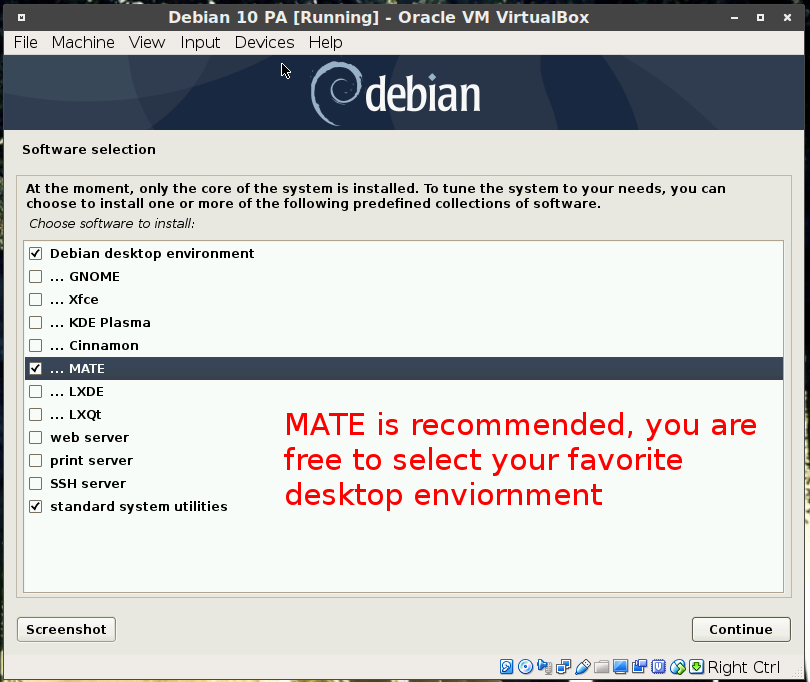 Debian 10 PA [Running] - Oracle VM VirtualBox
File Machine View Input Devices Help
debian
Software selection
At the moment, only the core of the system is installed. To tune the system to your needs, you can
choose to install one or more of the following predefined collections of software.
Choose software to install:
Debian desktop environment
... GNOME
... Xfce
... KDE Plasma
... Cinnamon
... MATE
... LXDE
... LXQt
web server
print server
SSH server
standard system utilities
MATE is recommended, you are
free to select your favorite
desktop enviornment
Screenshot
Continue
Right Ctrl